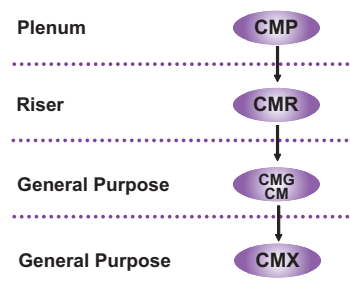 Plenum CMP
Riser CMR
General Purpose CMG
CM
General Purpose CMX